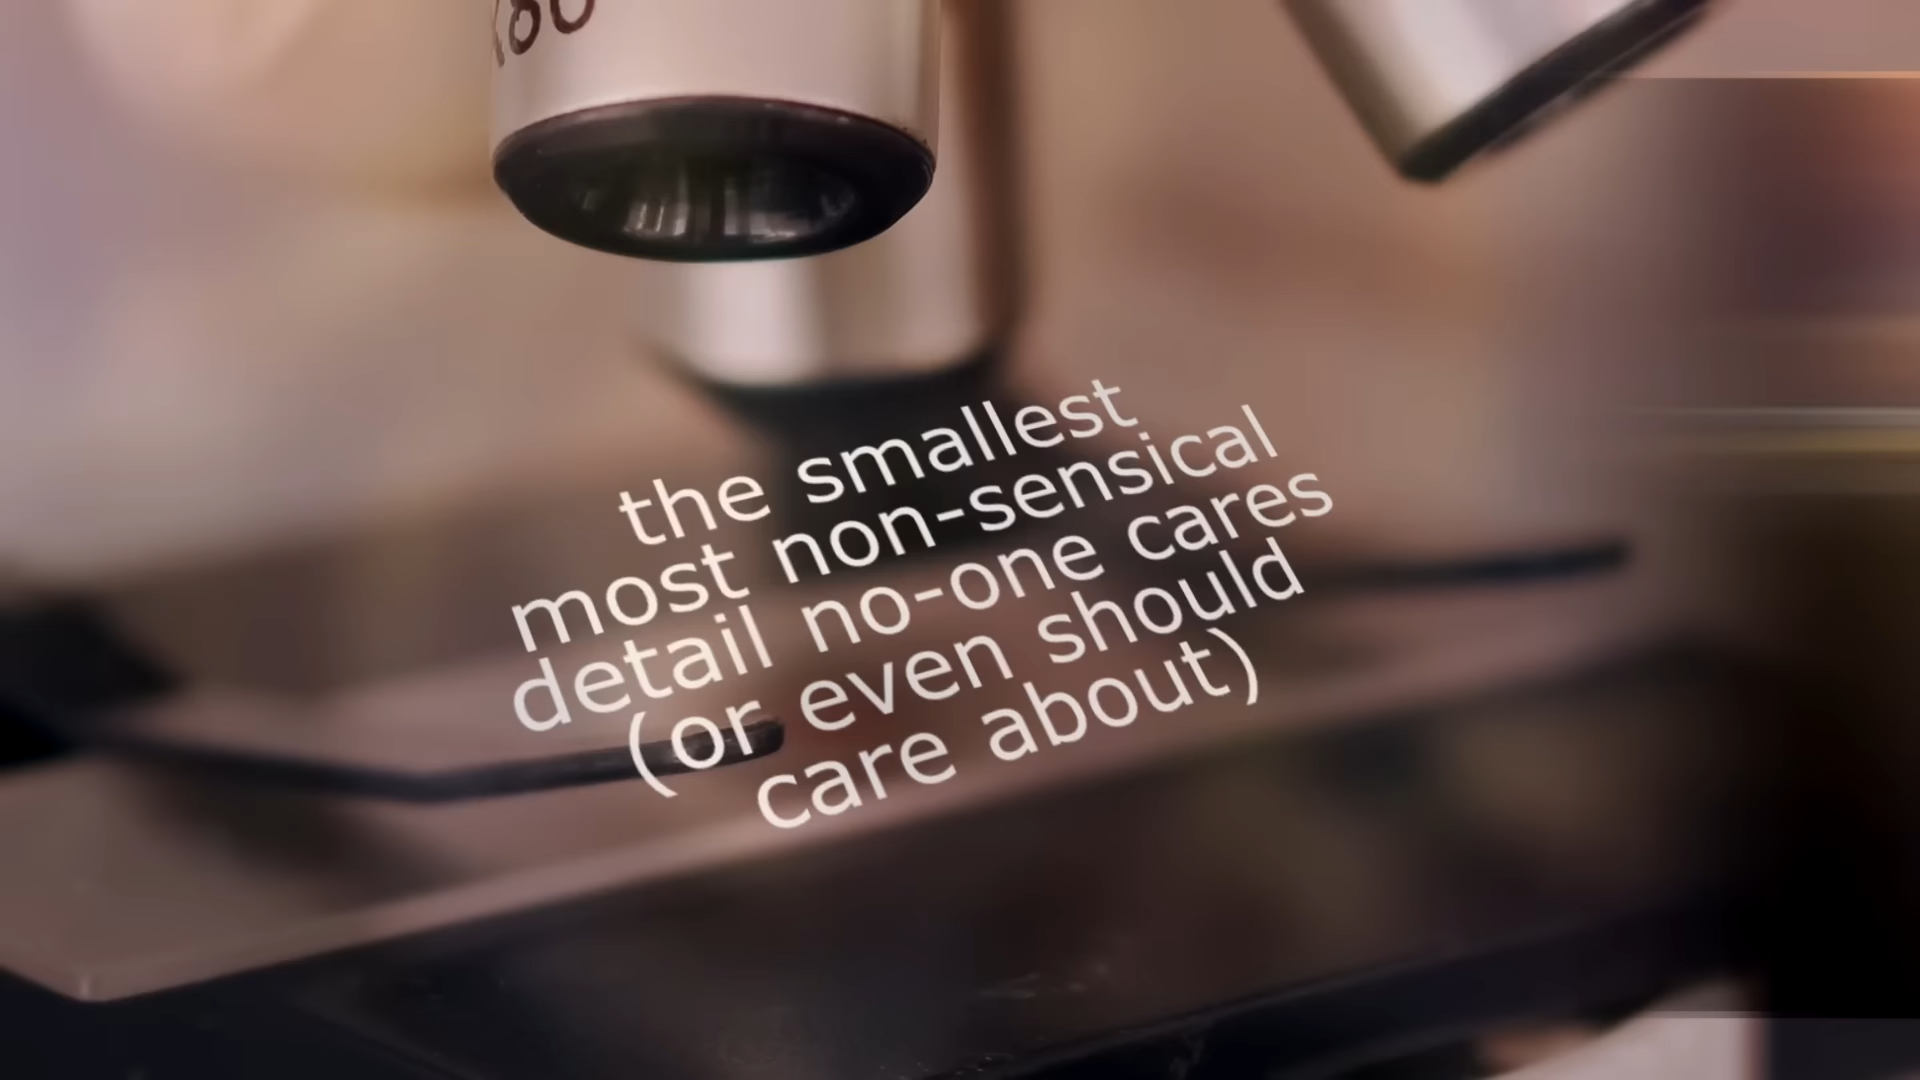 the smallest
most non-sensical
detail no-one cares
(or even should
care about)